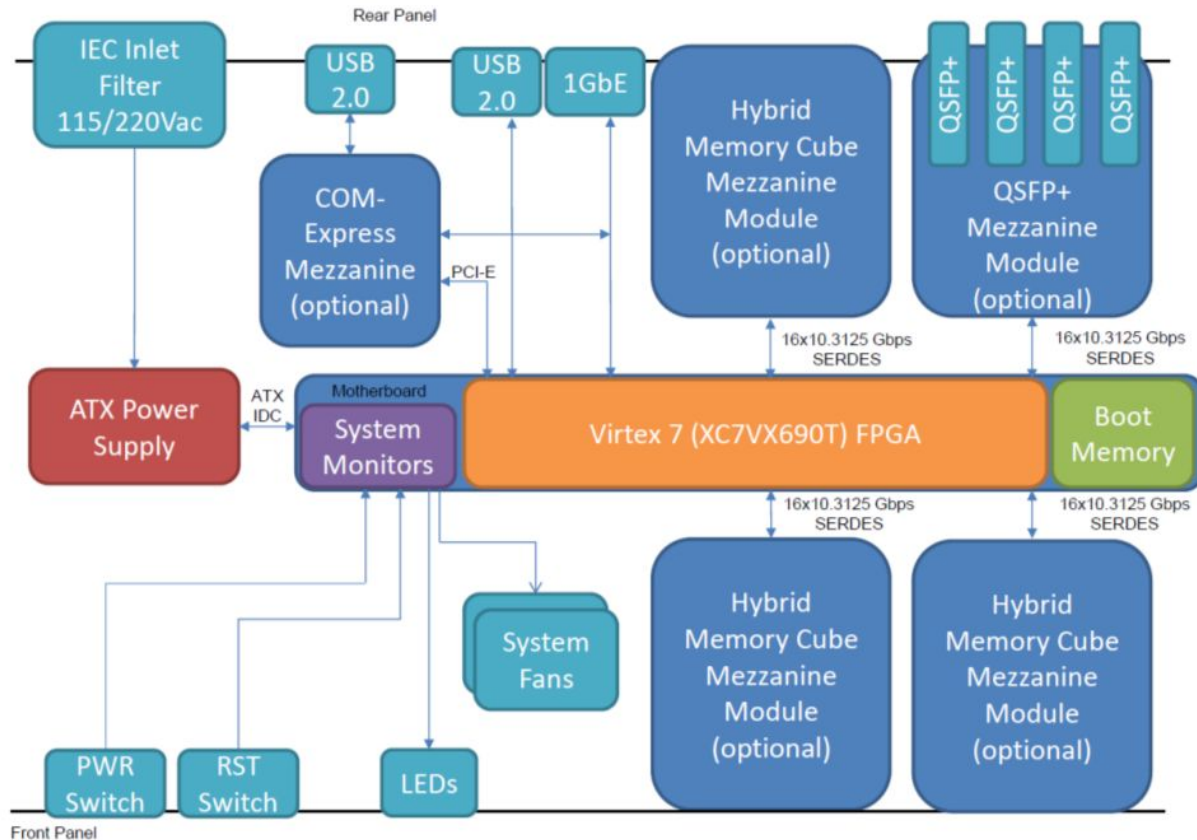 Rear Panel
IEC Inlet
Filter
115/220Vac
USB
2.0
USB
2.0
1GbE
Hybrid
Memory Cube
Mezzanine
Module
(optional)
QSFP+
QSFP+
QSFP+
QSFP+
QSFP+
Mezzanine
Module
(optional)
COM-
Express
Mezzanine
(optional)
PCI-E
16x10.3125 Gbps
SERDES
16x10.3125 Gbps
SERDES
ATX Power
Supply
ATX
IDC
Motherboard
System
Monitors
Virtex 7 (XC7VX690T) FPGA
Boot
Memory
16x10.3125 Gbps
SERDES
16x10.3125 Gbps
SERDES
System
Fans
Hybrid
Memory Cube
Mezzanine
Module
(optional)
Hybrid
Memory Cube
Mezzanine
Module
(optional)
PWR
Switch
RST
Switch
LEDs
Front Panel